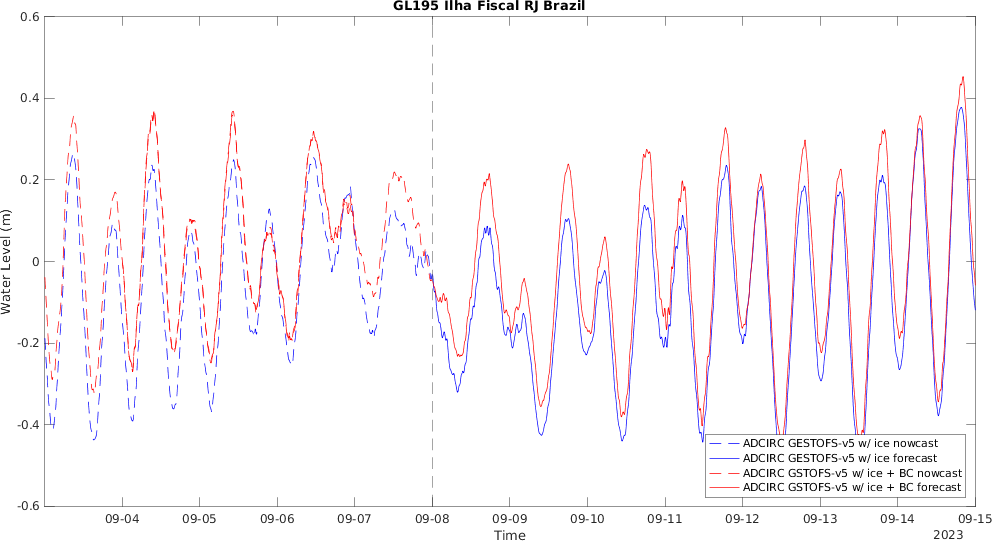 GL195 Ilha Fiscal RJ Brazil
0.6
0.4
0.2
0
-0.2
-0.4
-0.6
Water Level (m)
09-04 09-05 09-06 09-07 09-08 09-09 09-10 09-11 09-12 09-13 09-14 09-15
Time
2023
ADCIRC GESTOFS-v5 w/ ice nowcast
ADCIRC GESTOFS-v5 w/ ice forecast
ADCIRC GSTOFS-v5 w/ ice + BC nowcast
ADCIRC GSTOFS-v5 w/ ice + BC forecast